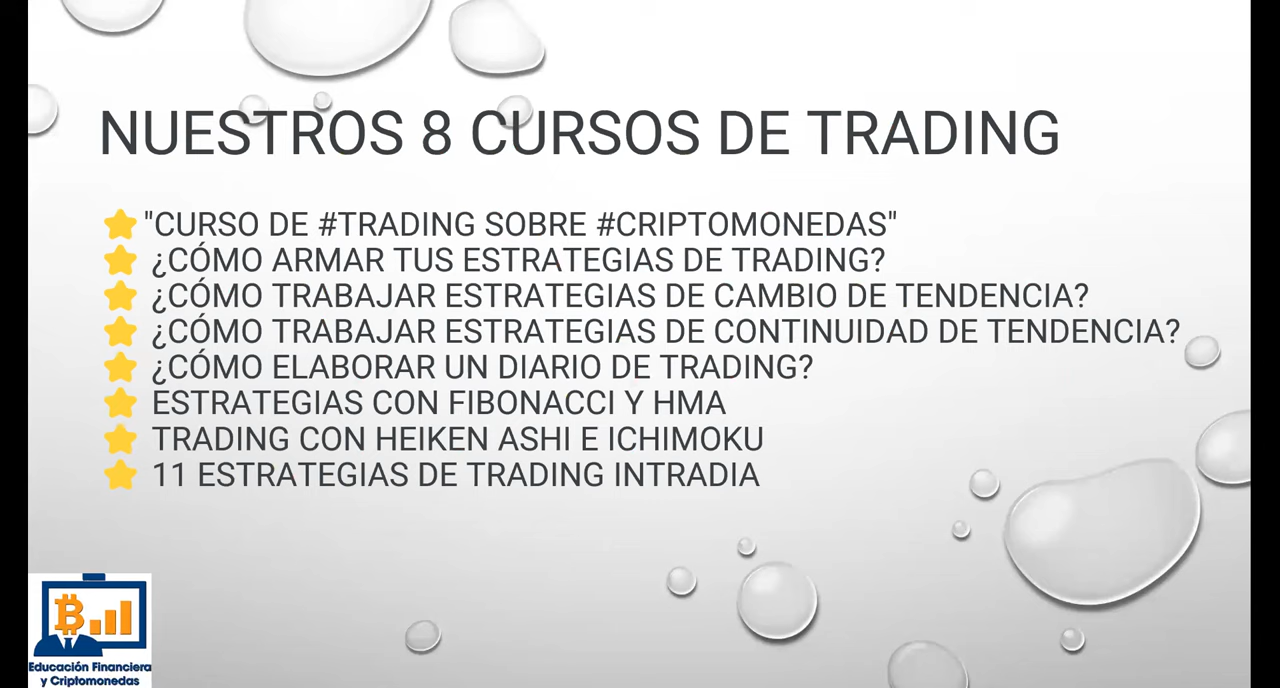 NUESTROS 8 CURSOS DE TRADING
"CURSO DE #TRADING SOBRE #CRIPTOMONEDAS"
¿CÓMO ARMAR TUS ESTRATEGIAS DE TRADING?
¿CÓMO TRABAJAR ESTRATEGIAS DE CAMBIO DE TENDENCIA?
¿CÓMO TRABAJAR ESTRATEGIAS DE CONTINUIDAD DE TENDENCIA?
¿CÓMO ELABORAR UN DIARIO DE TRADING?
ESTRATEGIAS CON FIBONACCI Y HMA
TRADING CON HEIKEN ASHI E ICHIMOKU
11 ESTRATEGIAS DE TRADING INTRADIA
Educación Financiera
y Criptomonedas